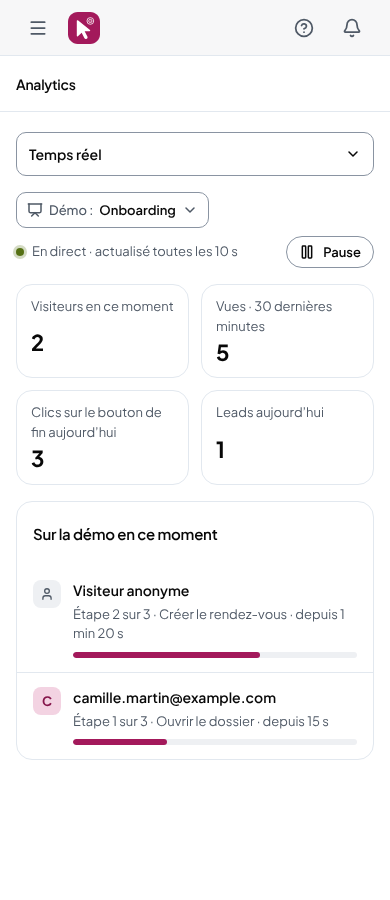 Analytics
Temps réel
Démo : Onboarding
En direct · actualisé toutes les 10 s
Pause
Visiteurs en ce moment
2
Vues · 30 dernières
minutes
5
Clics sur le bouton de
fin aujourd'hui
3
Leads aujourd'hui
1
Sur la démo en ce moment
Visiteur anonyme
Étape 2 sur 3 · Créer le rendez-vous · depuis 1
min 20 s
C
camille.martin@example.com
Étape 1 sur 3 · Ouvrir le dossier · depuis 15 s